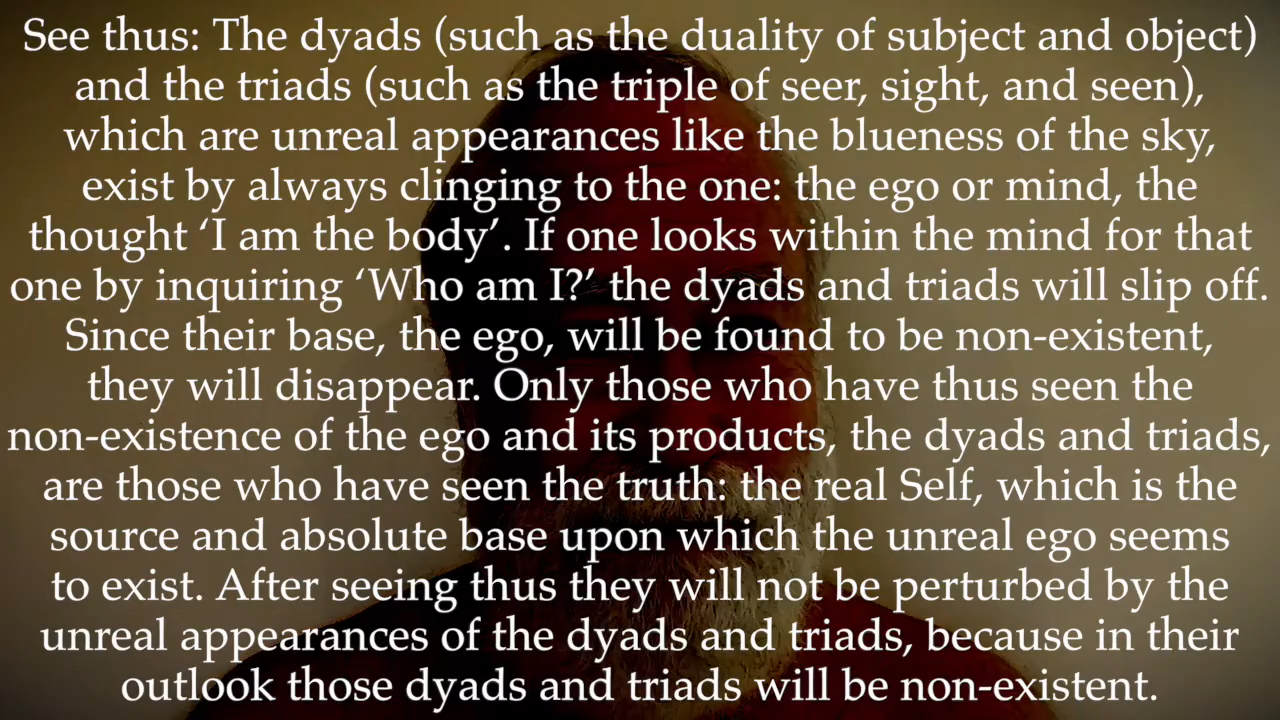 See thus: The dyads (such as the duality of subject and object)
and the triads (such as the triple of seer, sight, and seen),
which are unreal appearances like the blueness of the sky,
exist by always clinging to the one: the ego or mind, the
thought ‘I am the body’. If one looks within the mind for that
one by inquiring ‘Who am I?’ the dyads and triads will slip off.
Since their base, the ego, will be found to be non-existent,
they will disappear. Only those who have thus seen the
non-existence of the ego and its products, the dyads and triads,
are those who have seen the truth: the real Self, which is the
source and absolute base upon which the unreal ego seems
to exist. After seeing thus they will not be perturbed by the
unreal appearances of the dyads and triads, because in their
outlook those dyads and triads will be non-existent.